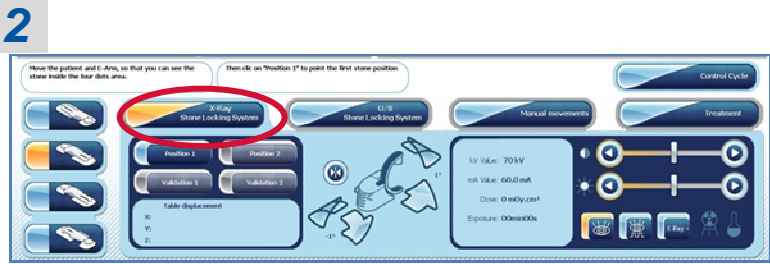 2
Move the patient and C-Arm, so that you can see the
stone inside the four dots area.
Then clic on "Position 1" to point the first stone position
Control Cycle
X-Ray
Stone Locking System
U/S
Stone Locking System
Manual movements
Treatment
Position 1
Position 2
Validation 1
Validation 2
Table displacement
X:
Y:
Z:
1°
-1°
kV Value: 70 kV
mA Value: 60.0 mA
Dose: 0 mGy.cm²
Exposure: 00min00s
X-Ray -